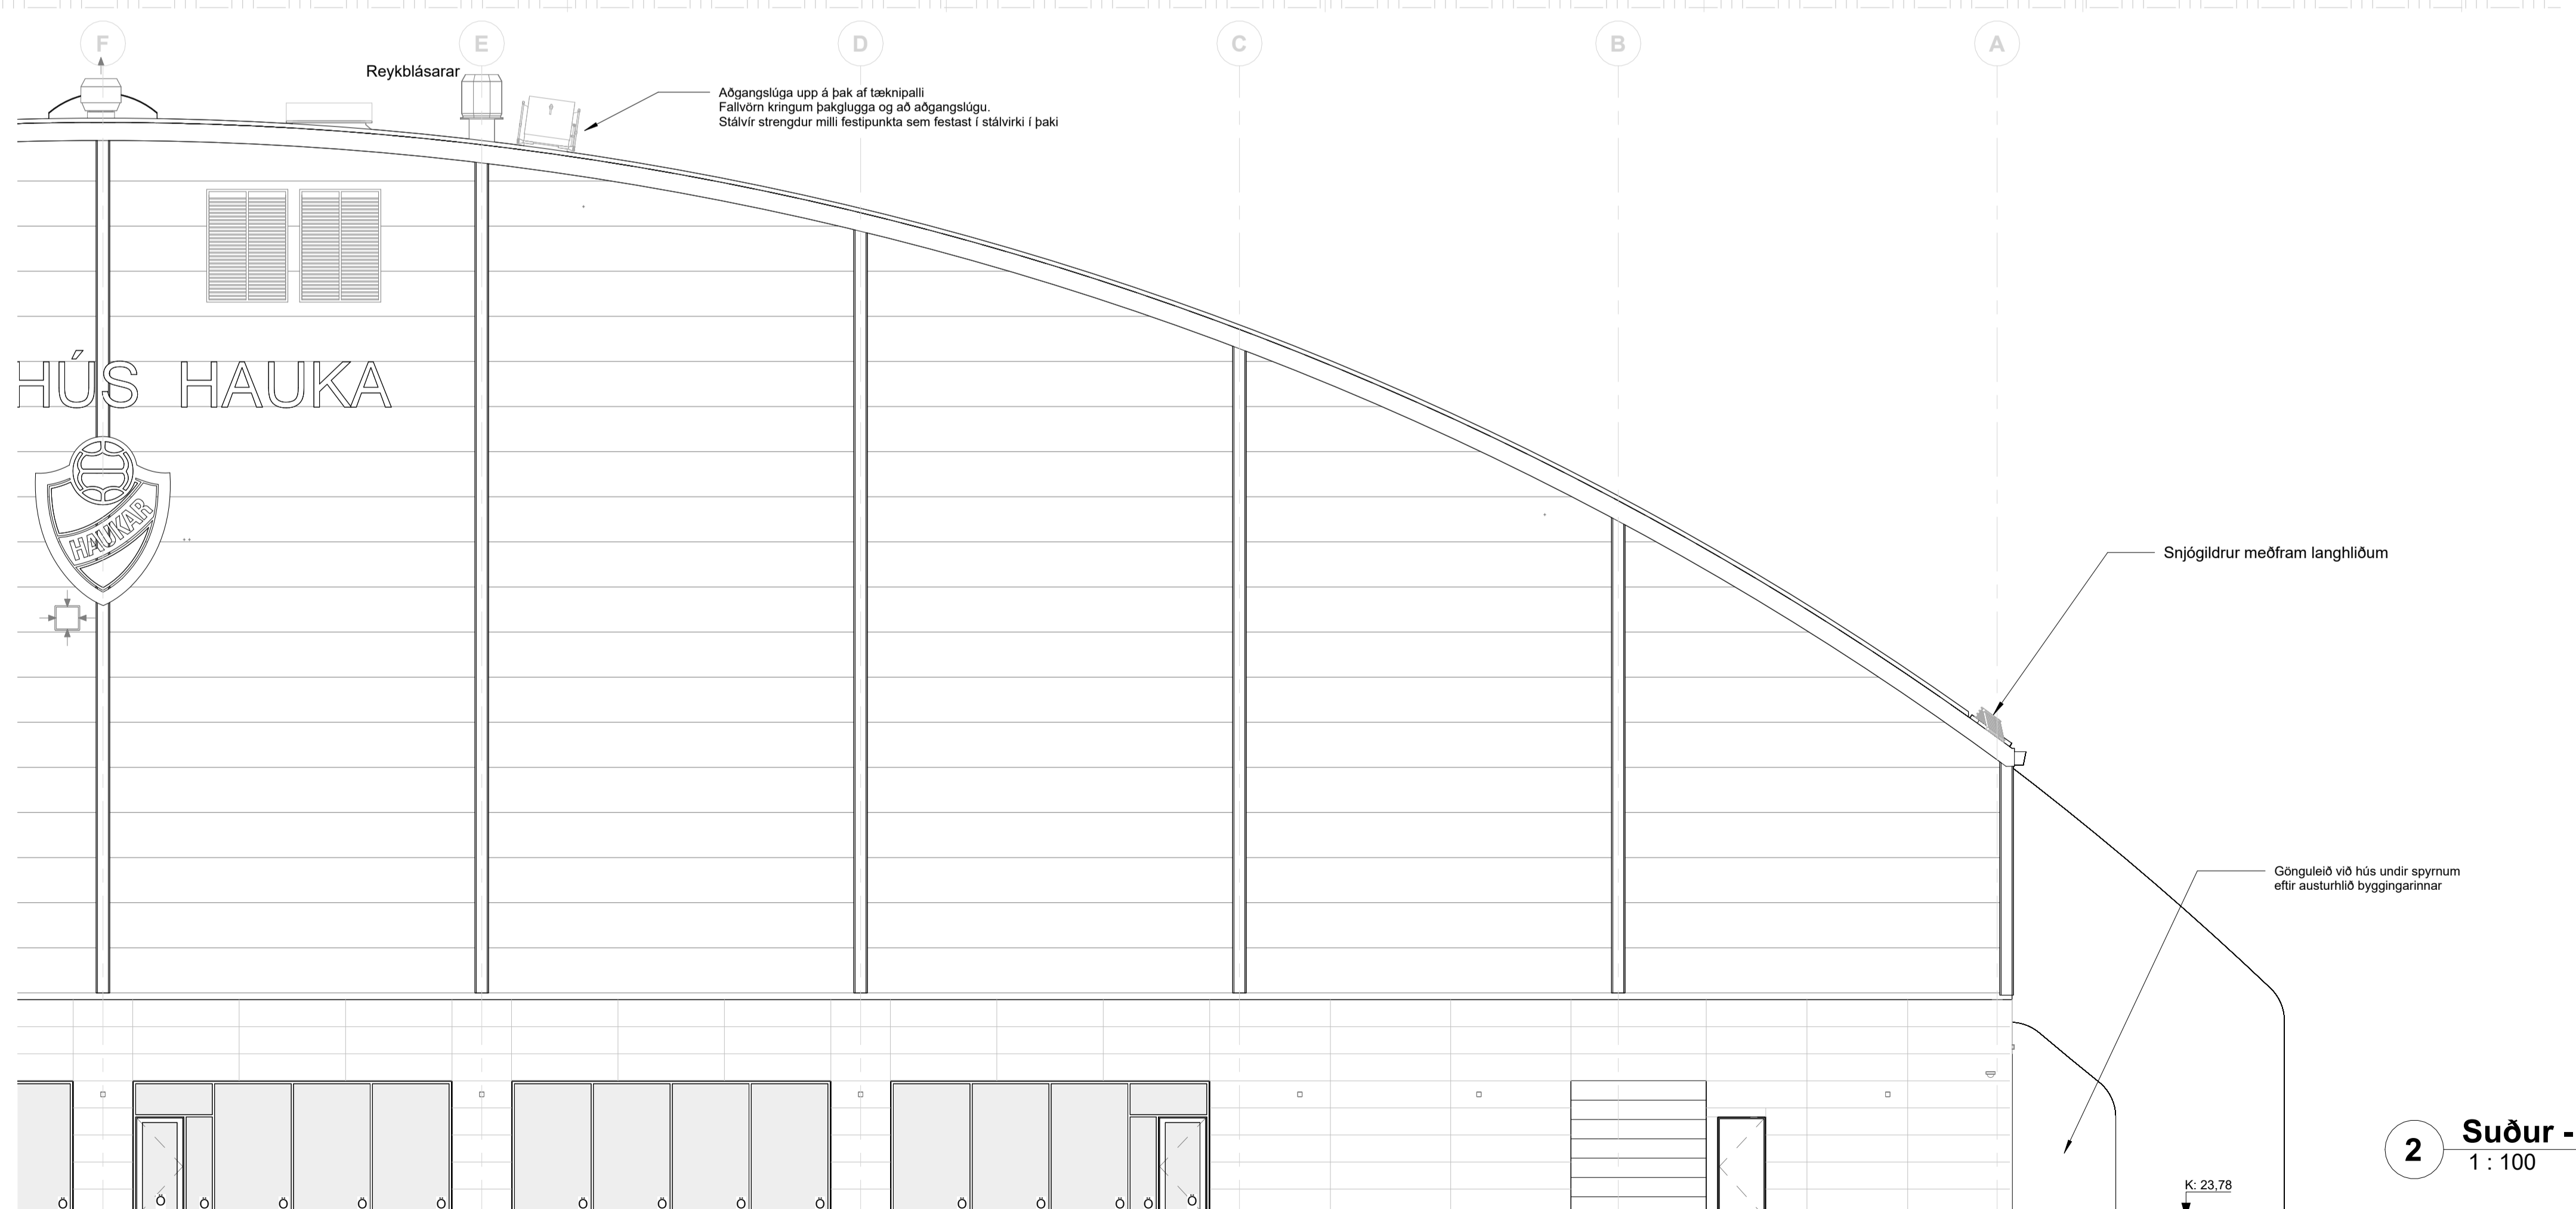 F
E
D
C
B
A
Reykblásarar
Aðgangslúga upp á þak af tæknipalli
Fallvörn kringum þakglugga og að aðgangslúgu.
Stálvír strengdur milli festipunkta sem festast í stálvirki í þaki
HÚS HAUKA
HAUKAR
Snjógildrur meðfram langhliðum
Gönguleið við hús undir spyrnum
eftir austurhlið byggingarinnar
2
Suður -
1 : 100
K: 23,78
Ö Ö Ö Ö Ö Ö Ö Ö Ö Ö Ö Ö Ö Ö Ö